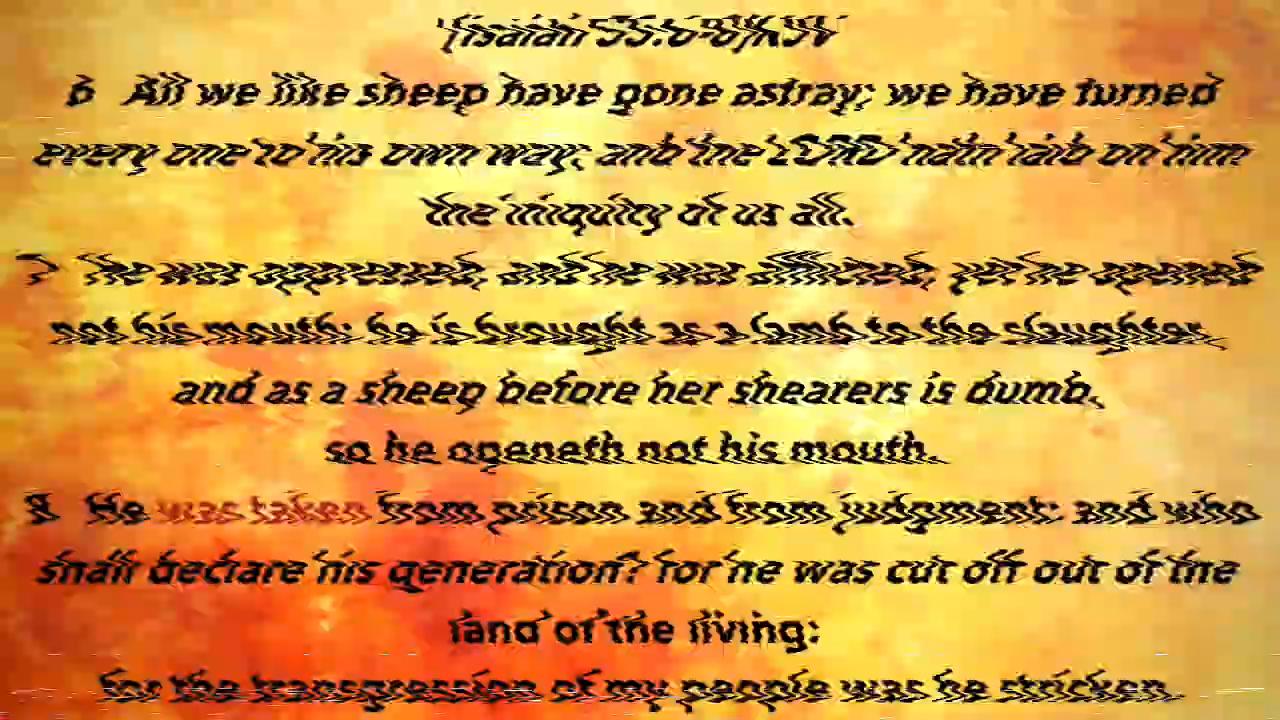 (Isaiah 53:6-8)KJV
6 All we like sheep have gone astray; we have turned
every one to his own way; and the LORD hath laid on him
the iniquity of us all.
7 He was oppressed, and he was afflicted, yet he opened
not his mouth: he is brought as a lamb to the slaughter,
and as a sheep before her shearers is dumb,
so he openeth not his mouth.
8 He was taken from prison and from judgment: and who
shall declare his generation? for he was cut off out of the
land of the living:
for the transgression of my people was he stricken.